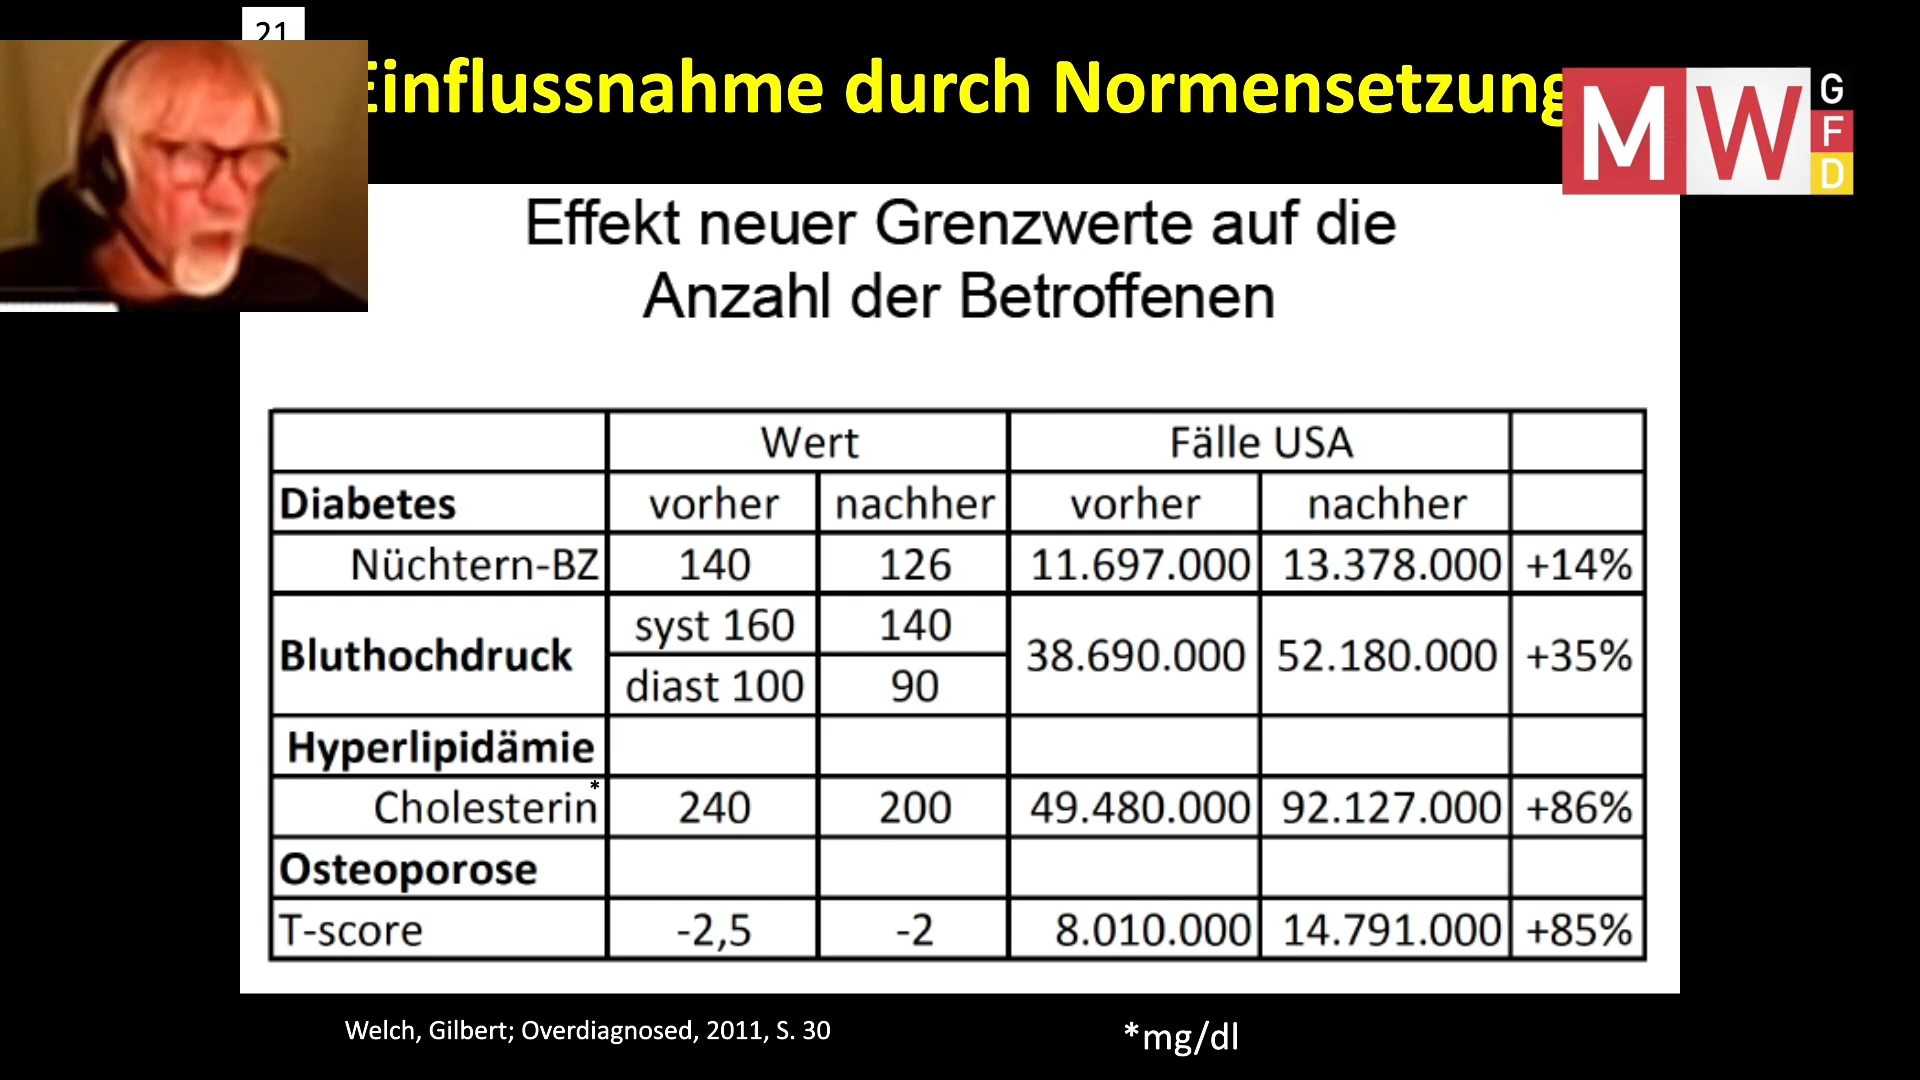 21
Einflussnahme durch Normensetzung
MW
G
F
D
Effekt neuer Grenzwerte auf die
Anzahl der Betroffenen
Wert Fälle USA
Diabetes vorher nachher vorher nachher
Nüchtern-BZ 140 126 11.697.000 13.378.000 +14%
Bluthochdruck syst 160 140 38.690.000 52.180.000 +35%
diast 100 90
Hyperlipidämie
Cholesterin* 240 200 49.480.000 92.127.000 +86%
Osteoporose
T-score -2,5 -2 8.010.000 14.791.000 +85%
Welch, Gilbert; Overdiagnosed, 2011, S. 30
*mg/dl